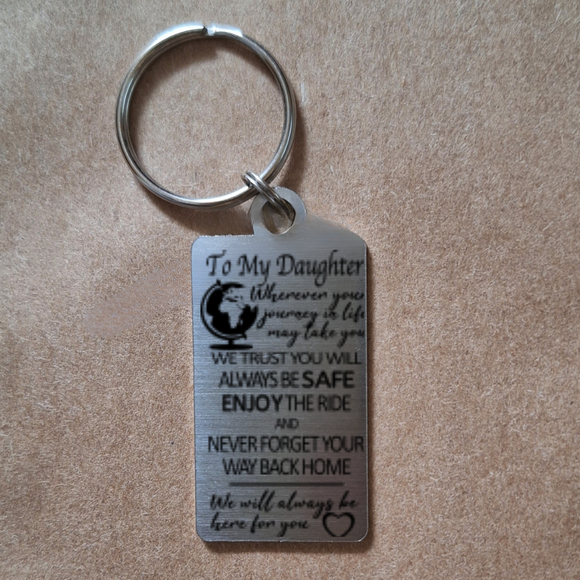 To My Daughter
Wherever your
journey in life
may take you
WE TRUST YOU WILL
ALWAYS BE SAFE
ENJOY THE RIDE
AND
NEVER FORGET YOUR
WAY BACK HOME
We will always be
here for you